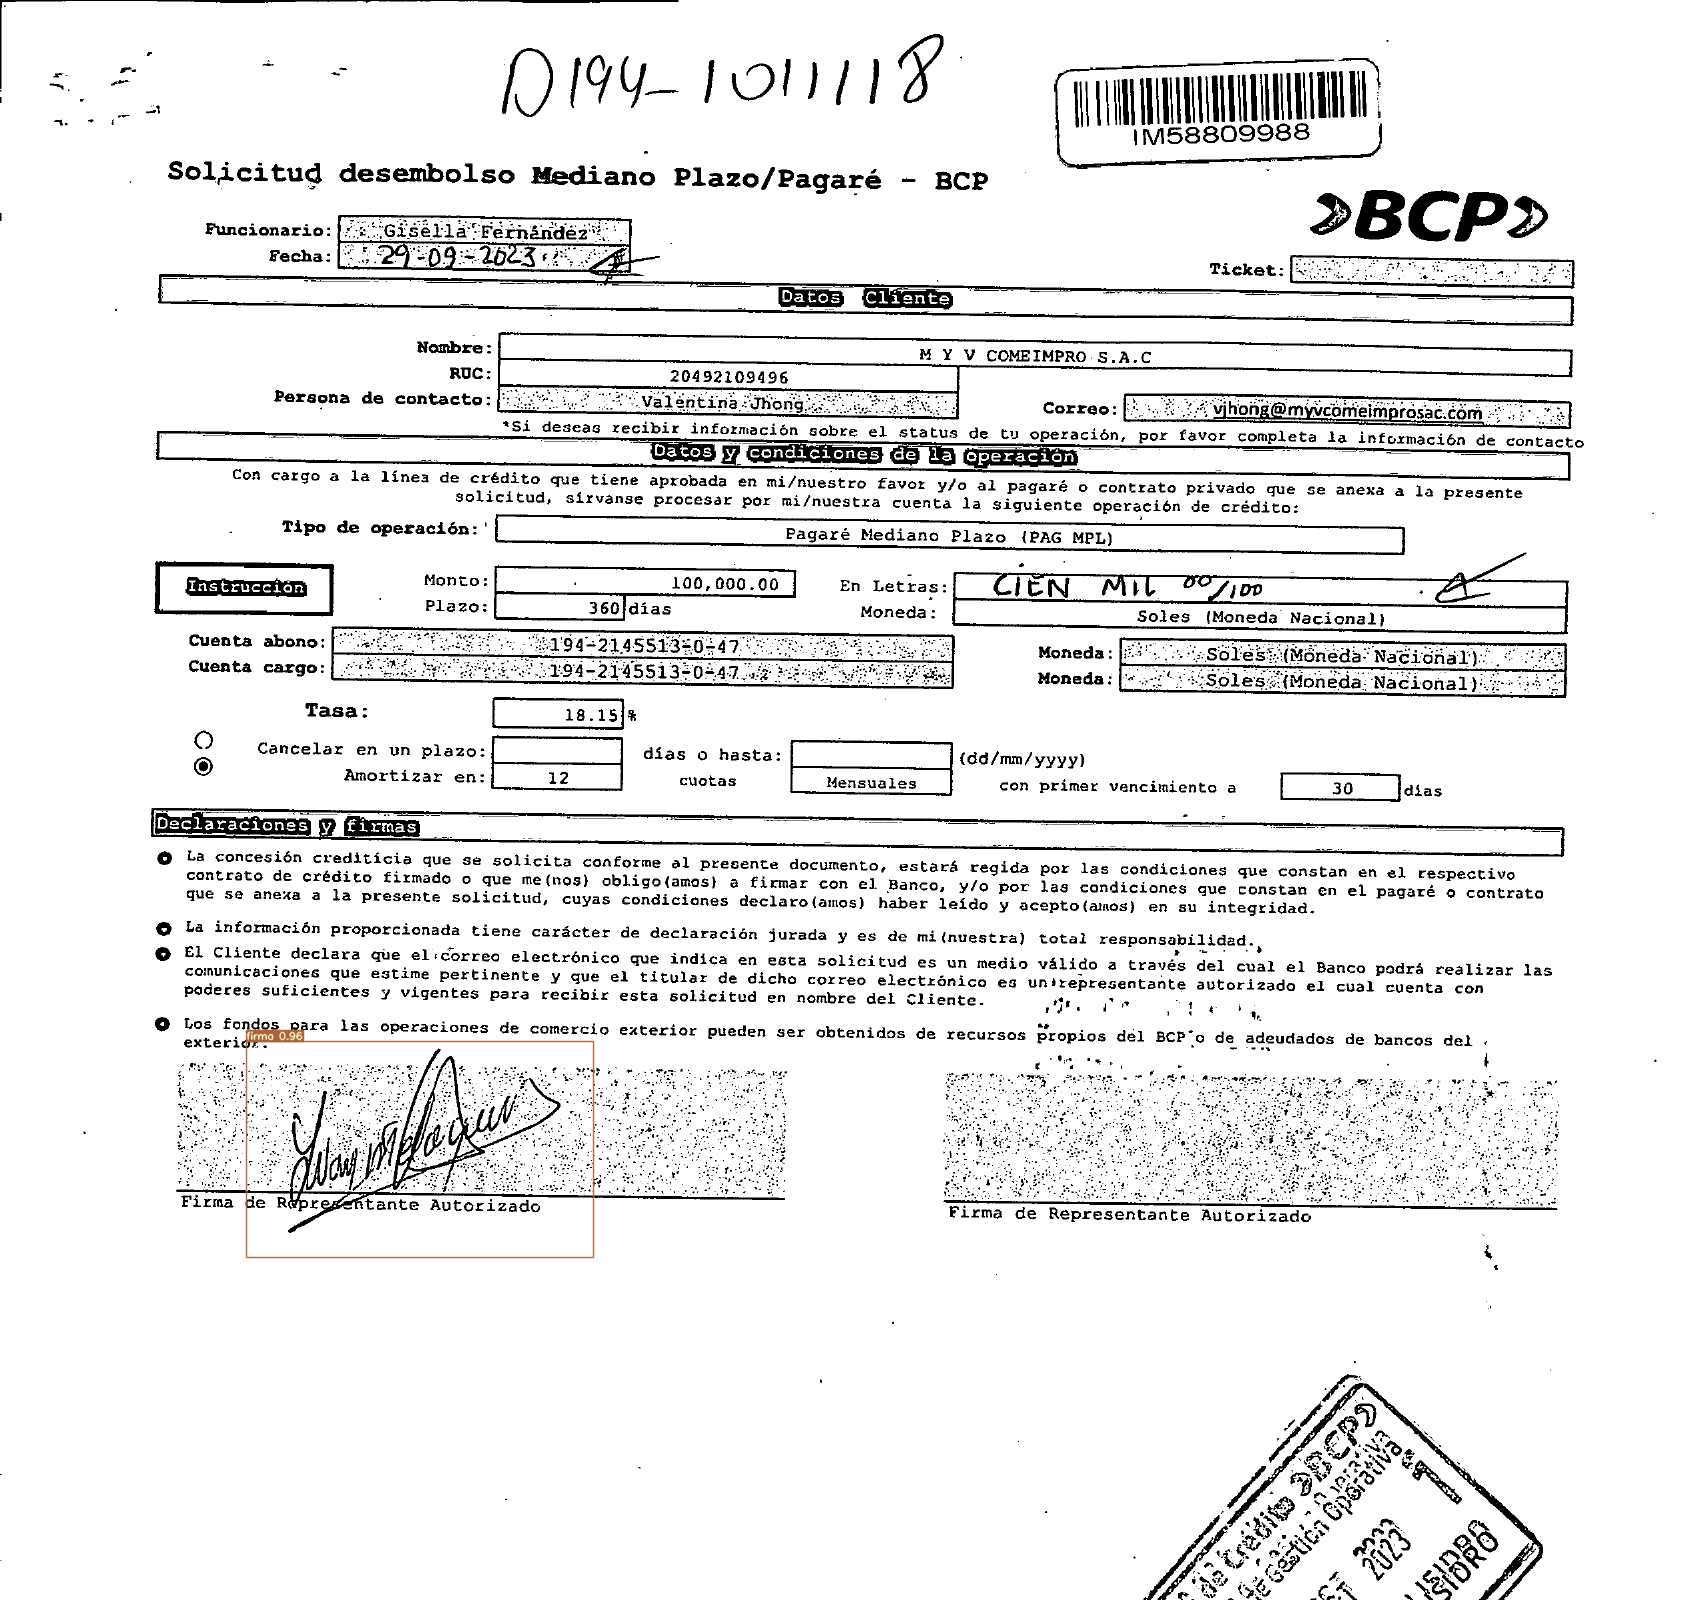 D194-1011118
IM58809988
Solicitud desembolso Mediano Plazo/Pagaré - BCP
BCP
Funcionario: Gisella Fernández
Fecha: 29-09-2023
Ticket:
Datos Cliente
Nombre: M Y V COMEIMPRO S.A.C
RUC: 20492109496
Persona de contacto: Valentina Jhong Correo: vjhong@myvcomeimprosac.com
*Si deseas recibir información sobre el status de tu operación, por favor completa la información de contacto
Datos y condiciones de la operación
Con cargo a la línea de crédito que tiene aprobada en mi/nuestro favor y/o al pagaré o contrato privado que se anexa a la presente
solicitud, sírvanse procesar por mi/nuestra cuenta la siguiente operación de crédito:
Tipo de operación: Pagaré Mediano Plazo (PAG MPL)
Instrucción Monto: 100,000.00 En Letras: CIEN MIL 00/100
Plazo: 360 días Moneda: Soles (Moneda Nacional)
Cuenta abono: 194-2145513-0-47 Moneda: Soles (Moneda Nacional)
Cuenta cargo: 194-2145513-0-47 Moneda: Soles (Moneda Nacional)
Tasa: 18.15 %
Cancelar en un plazo: días o hasta: (dd/mm/yyyy)
Amortizar en: 12 cuotas Mensuales con primer vencimiento a 30 días
Declaraciones y firmas
La concesión crediticia que se solicita conforme al presente documento, estará regida por las condiciones que constan en el respectivo
contrato de crédito firmado o que me(nos) obligo(amos) a firmar con el Banco, y/o por las condiciones que constan en el pagaré o contrato
que se anexa a la presente solicitud, cuyas condiciones declaro(amos) haber leído y acepto(amos) en su integridad.
La información proporcionada tiene carácter de declaración jurada y es de mi(nuestra) total responsabilidad.
El Cliente declara que el correo electrónico que indica en esta solicitud es un medio válido a través del cual el Banco podrá realizar las
comunicaciones que estime pertinente y que el titular de dicho correo electrónico es un representante autorizado el cual cuenta con
poderes suficientes y vigentes para recibir esta solicitud en nombre del Cliente.
Los fondos para las operaciones de comercio exterior pueden ser obtenidos de recursos propios del BCP o de adeudados de bancos del
exterior.
firma 0.96
Firma de Representante Autorizado
Firma de Representante Autorizado
BCP
de Crédito
Gestión Operativa
1
2023
ISIDRO